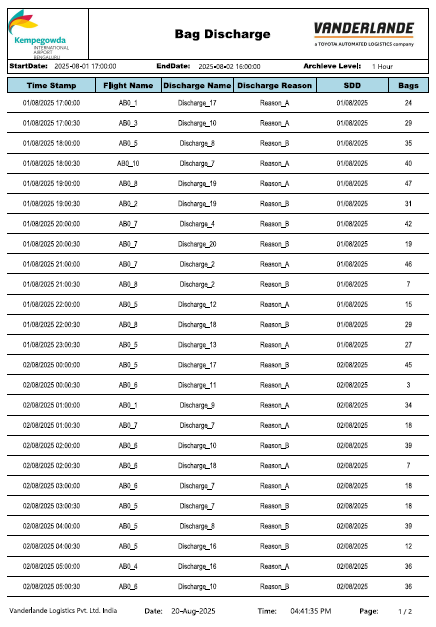 Kempegowda
INTERNATIONAL
AIRPORT
BENGALURU
Bag Discharge
VANDERLANDE
a TOYOTA AUTOMATED LOGISTICS company
StartDate: 2025-08-01 17:00:00 EndDate: 2025-08-02 16:00:00 Archieve Level: 1 Hour
Time Stamp Flight Name Discharge Name Discharge Reason SDD Bags
01/08/2025 17:00:00 AB0_1 Discharge_17 Reason_A 01/08/2025 24
01/08/2025 17:00:30 AB0_3 Discharge_10 Reason_A 01/08/2025 29
01/08/2025 18:00:00 AB0_5 Discharge_8 Reason_B 01/08/2025 35
01/08/2025 18:00:30 AB0_10 Discharge_7 Reason_A 01/08/2025 40
01/08/2025 19:00:00 AB0_8 Discharge_19 Reason_A 01/08/2025 47
01/08/2025 19:00:30 AB0_2 Discharge_19 Reason_A 01/08/2025 31
01/08/2025 20:00:00 AB0_7 Discharge_4 Reason_B 01/08/2025 42
01/08/2025 20:00:30 AB0_7 Discharge_20 Reason_B 01/08/2025 19
01/08/2025 21:00:00 AB0_7 Discharge_2 Reason_A 01/08/2025 46
01/08/2025 21:00:30 AB0_8 Discharge_2 Reason_B 01/08/2025 7
01/08/2025 22:00:00 AB0_5 Discharge_12 Reason_A 01/08/2025 15
01/08/2025 22:00:30 AB0_8 Discharge_18 Reason_B 01/08/2025 29
01/08/2025 23:00:30 AB0_5 Discharge_13 Reason_A 01/08/2025 27
02/08/2025 00:00:00 AB0_5 Discharge_17 Reason_B 02/08/2025 45
02/08/2025 00:00:30 AB0_6 Discharge_11 Reason_A 02/08/2025 3
02/08/2025 01:00:00 AB0_1 Discharge_9 Reason_A 02/08/2025 34
02/08/2025 01:00:30 AB0_7 Discharge_7 Reason_A 02/08/2025 18
02/08/2025 02:00:00 AB0_6 Discharge_10 Reason_B 02/08/2025 39
02/08/2025 02:00:30 AB0_6 Discharge_18 Reason_A 02/08/2025 7
02/08/2025 03:00:00 AB0_6 Discharge_7 Reason_A 02/08/2025 18
02/08/2025 03:00:30 AB0_5 Discharge_7 Reason_B 02/08/2025 18
02/08/2025 04:00:00 AB0_5 Discharge_8 Reason_B 02/08/2025 39
02/08/2025 04:00:30 AB0_5 Discharge_16 Reason_B 02/08/2025 12
02/08/2025 05:00:00 AB0_4 Discharge_16 Reason_A 02/08/2025 36
02/08/2025 05:00:30 AB0_6 Discharge_10 Reason_B 02/08/2025 36
Vanderlande Logistics Pvt. Ltd. India Date: 20-Aug-2025 Time: 04:41:35 PM Page: 1 / 2